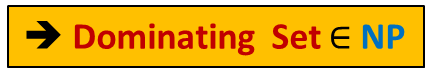 ➔ Dominating Set ∈ NP